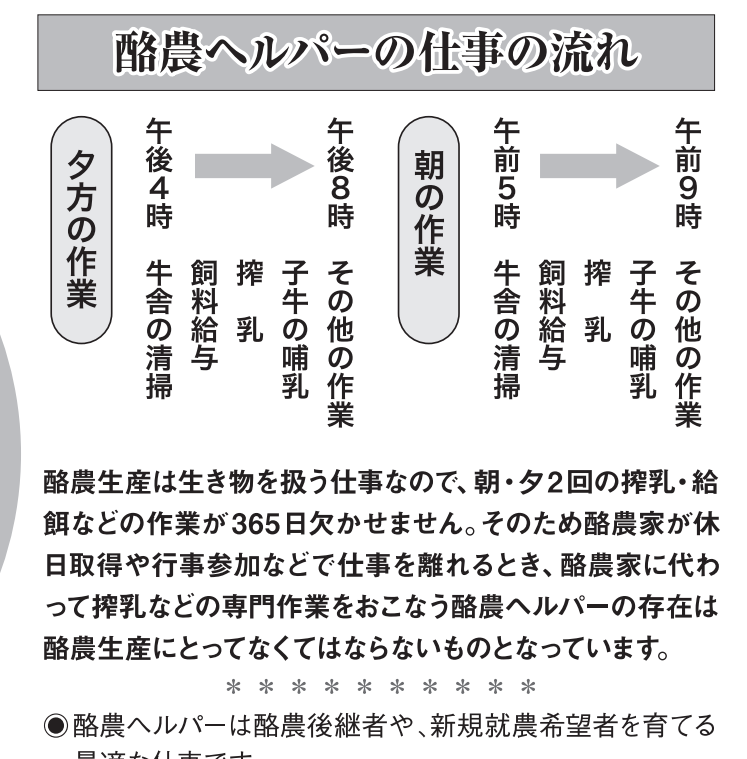 酪農ヘルパーの仕事の流れ
朝の作業
午前5時
午前9時
牛舎の清掃
飼料給与
搾　乳
子牛の哺乳
その他の作業
夕方の作業
午後4時
午後8時
牛舎の清掃
飼料給与
搾　乳
子牛の哺乳
その他の作業
酪農生産は生き物を扱う仕事なので、朝・夕2回の搾乳・給
餌などの作業が365日欠かせません。そのため酪農家が休
日取得や行事参加などで仕事を離れるとき、酪農家に代わ
って搾乳などの専門作業をおこなう酪農ヘルパーの存在は
酪農生産にとってなくてはならないものとなっています。
＊＊＊＊＊＊＊＊＊＊
◉酪農ヘルパーは酪農後継者や、新規就農希望者を育てる